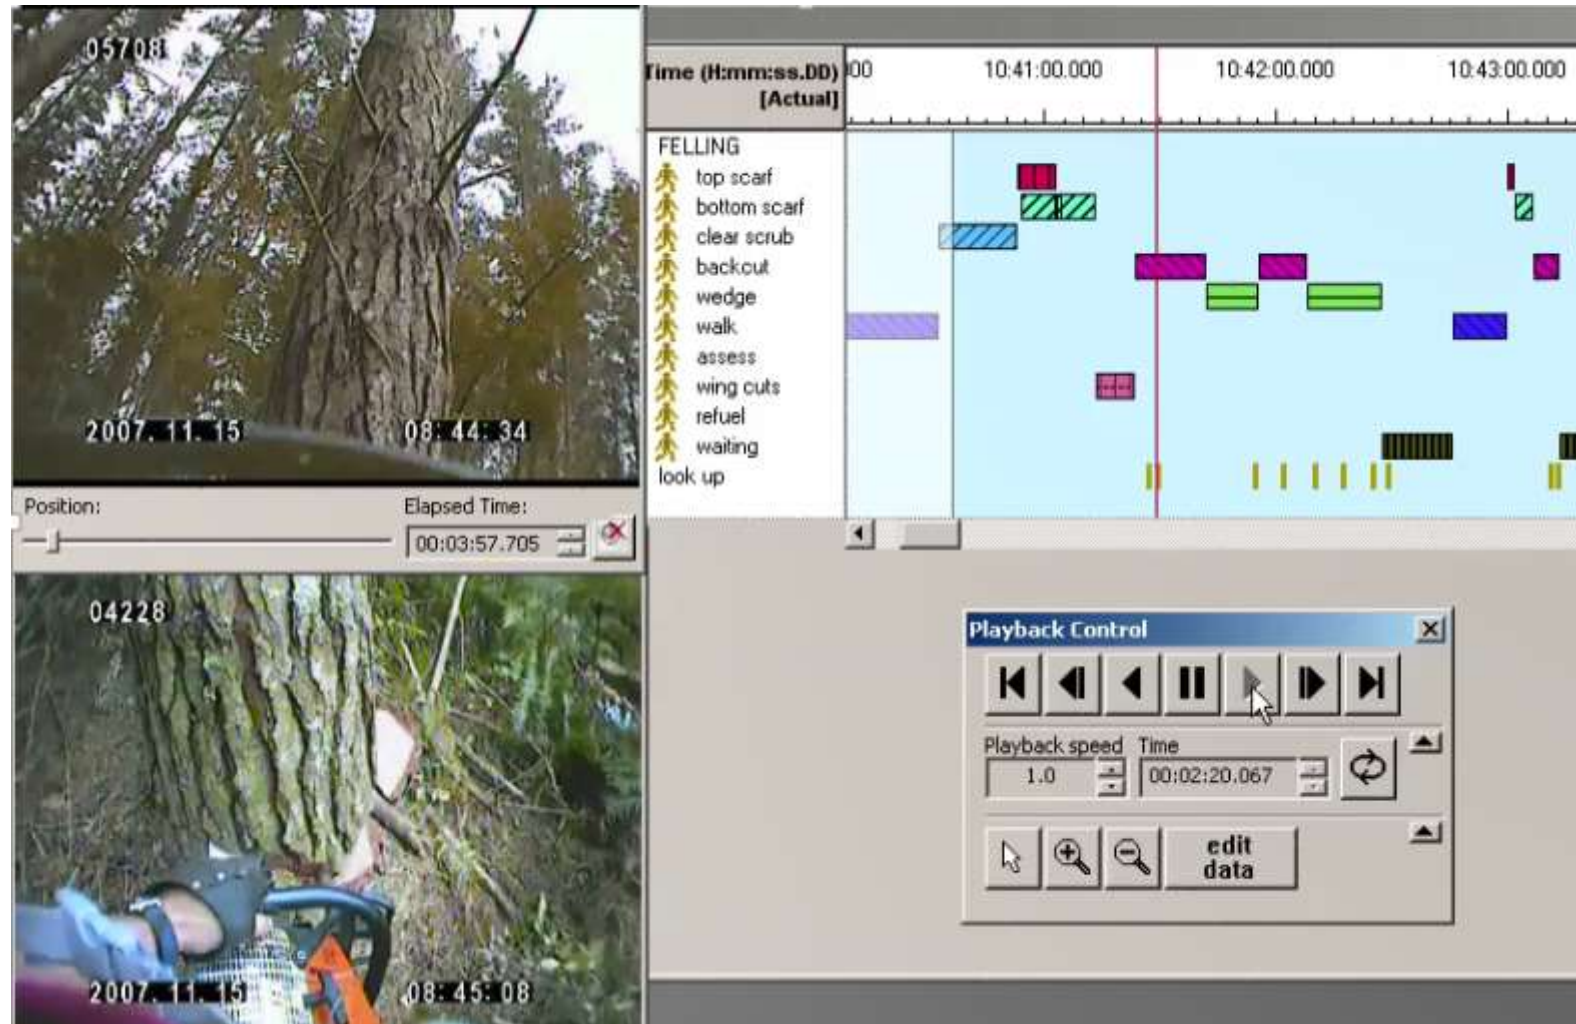 05708
2007. 11. 15
08: 44: 34
Position:
Elapsed Time:
00:03:57.705
04228
2007. 11. 15
08: 45: 08
Time (H:mm:ss.DD)
[Actual]
00
10:41:00.000
10:42:00.000
10:43:00.000
FELLING
top scarf
bottom scarf
clear scrub
backcut
wedge
walk
assess
wing cuts
refuel
waiting
look up
Playback Control
Playback speed
Time
1.0
00:02:20.067
edit
data